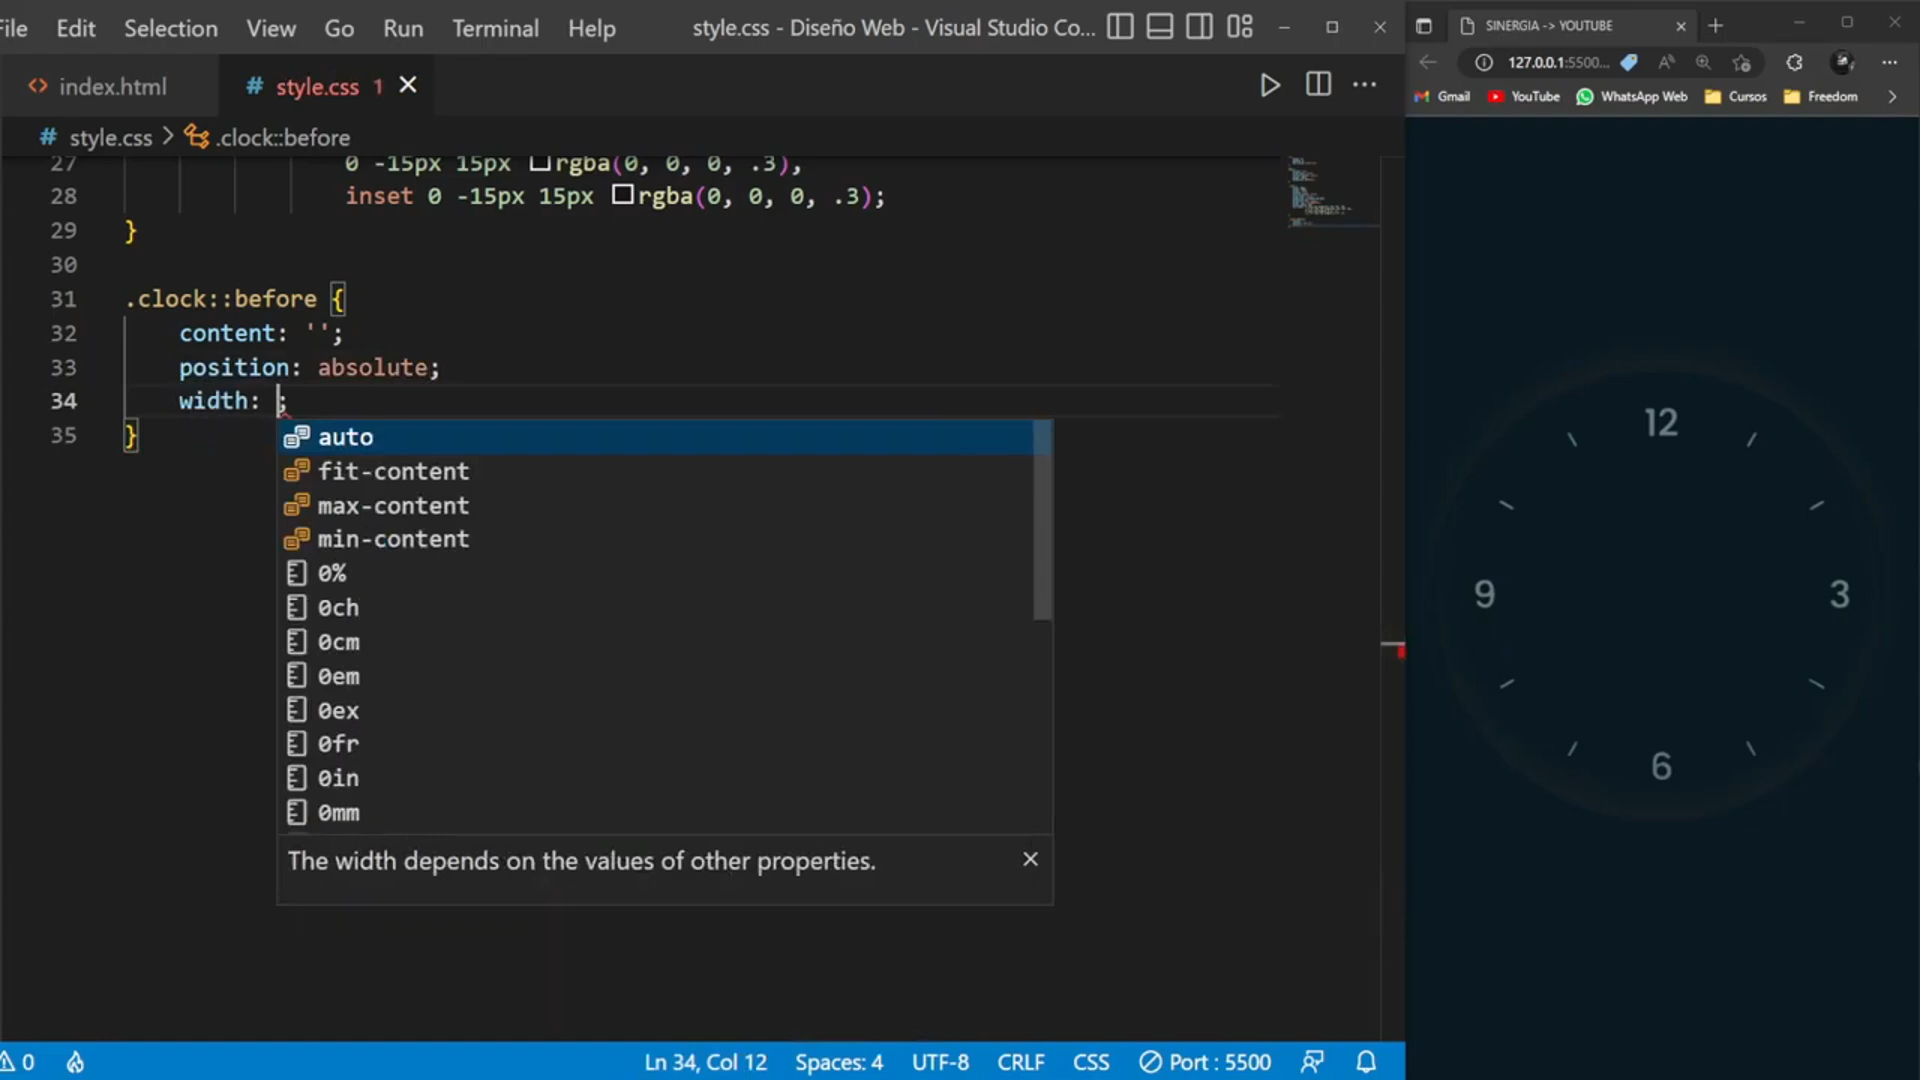 File Edit Selection View Go Run Terminal Help style.css - Diseño Web - Visual Studio Co...
index.html
style.css 1
style.css > .clock::before
27 0 -15px 15px rgba(0, 0, 0, .3),
28 inset 0 -15px 15px rgba(0, 0, 0, .3);
29 }
30
31 .clock::before {
32 content: '';
33 position: absolute;
34 width: ;
35 }
auto
fit-content
max-content
min-content
0%
0ch
0cm
0em
0ex
0fr
0in
0mm
The width depends on the values of other properties.
0
Ln 34, Col 12 Spaces: 4 UTF-8 CRLF CSS Port : 5500
SINERGIA -> YOUTUBE
127.0.0.1:5500...
Gmail YouTube WhatsApp Web Cursos Freedom
12
9 3
6